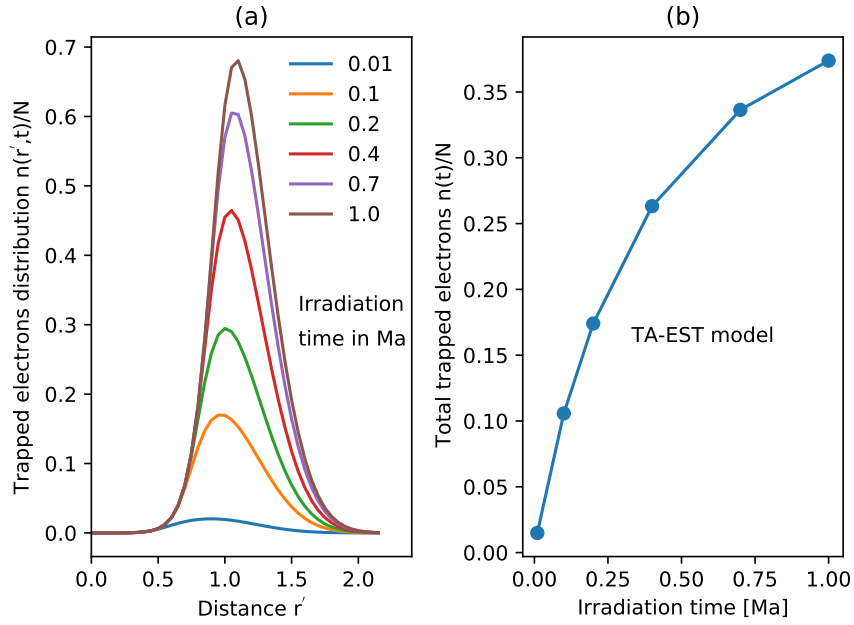 (a)
Trapped electrons distribution n(r′,t)/N
0.7
0.6
0.5
0.4
0.3
0.2
0.1
0.0
0.01
0.1
0.2
0.4
0.7
1.0
Irradiation
time in Ma
0.0 0.5 1.0 1.5 2.0
Distance r′
(b)
Total trapped electrons n(t)/N
0.35
0.30
0.25
0.20
0.15
0.10
0.05
0.00
TA-EST model
0.00 0.25 0.50 0.75 1.00
Irradiation time [Ma]